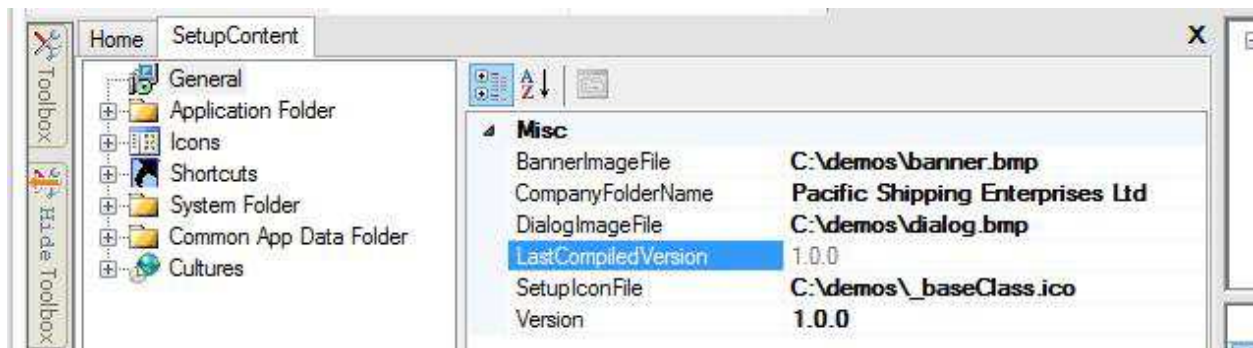 Home SetupContent X
Toolbox
Hide Toolbox
General
Application Folder
Icons
Shortcuts
System Folder
Common App Data Folder
Cultures
A Z
Misc
BannerImageFile C:\demos\banner.bmp
CompanyFolderName Pacific Shipping Enterprises Ltd
DialogImageFile C:\demos\dialog.bmp
LastCompiledVersion 1.0.0
SetupIconFile C:\demos\_baseClass.ico
Version 1.0.0